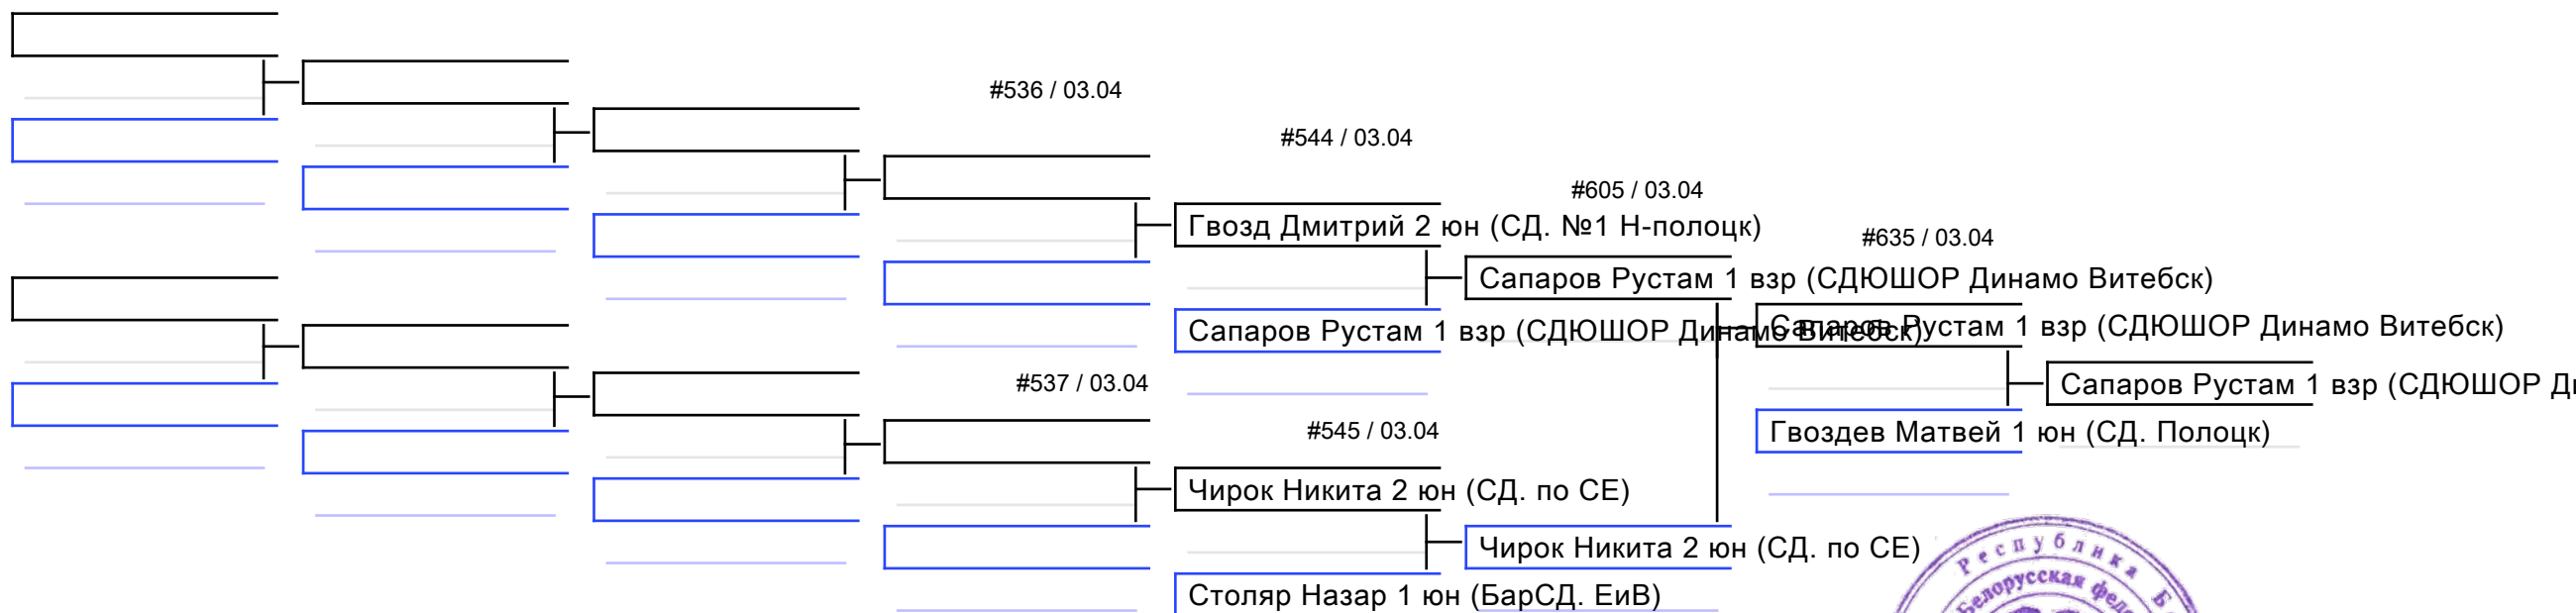 #536 / 03.04
#544 / 03.04
#605 / 03.04
Гвозд Дмитрий 2 юн (СД. №1 Н-полоцк)
#635 / 03.04
Сапаров Рустам 1 взр (СДЮШОР Динамо Витебск)
Сапаров Рустам 1 взр (СДЮШОР Динамо Витебск)
Сапаров Рустам 1 взр (СДЮШОР Динамо Витебск)
#537 / 03.04
Сапаров Рустам 1 взр (СДЮШОР
Гвоздев Матвей 1 юн (СД. Полоцк)
#545 / 03.04
Чирок Никита 2 юн (СД. по СЕ)
Чирок Никита 2 юн (СД. по СЕ)
Столяр Назар 1 юн (БарСД. ЕиВ)
Республика
Белорусская